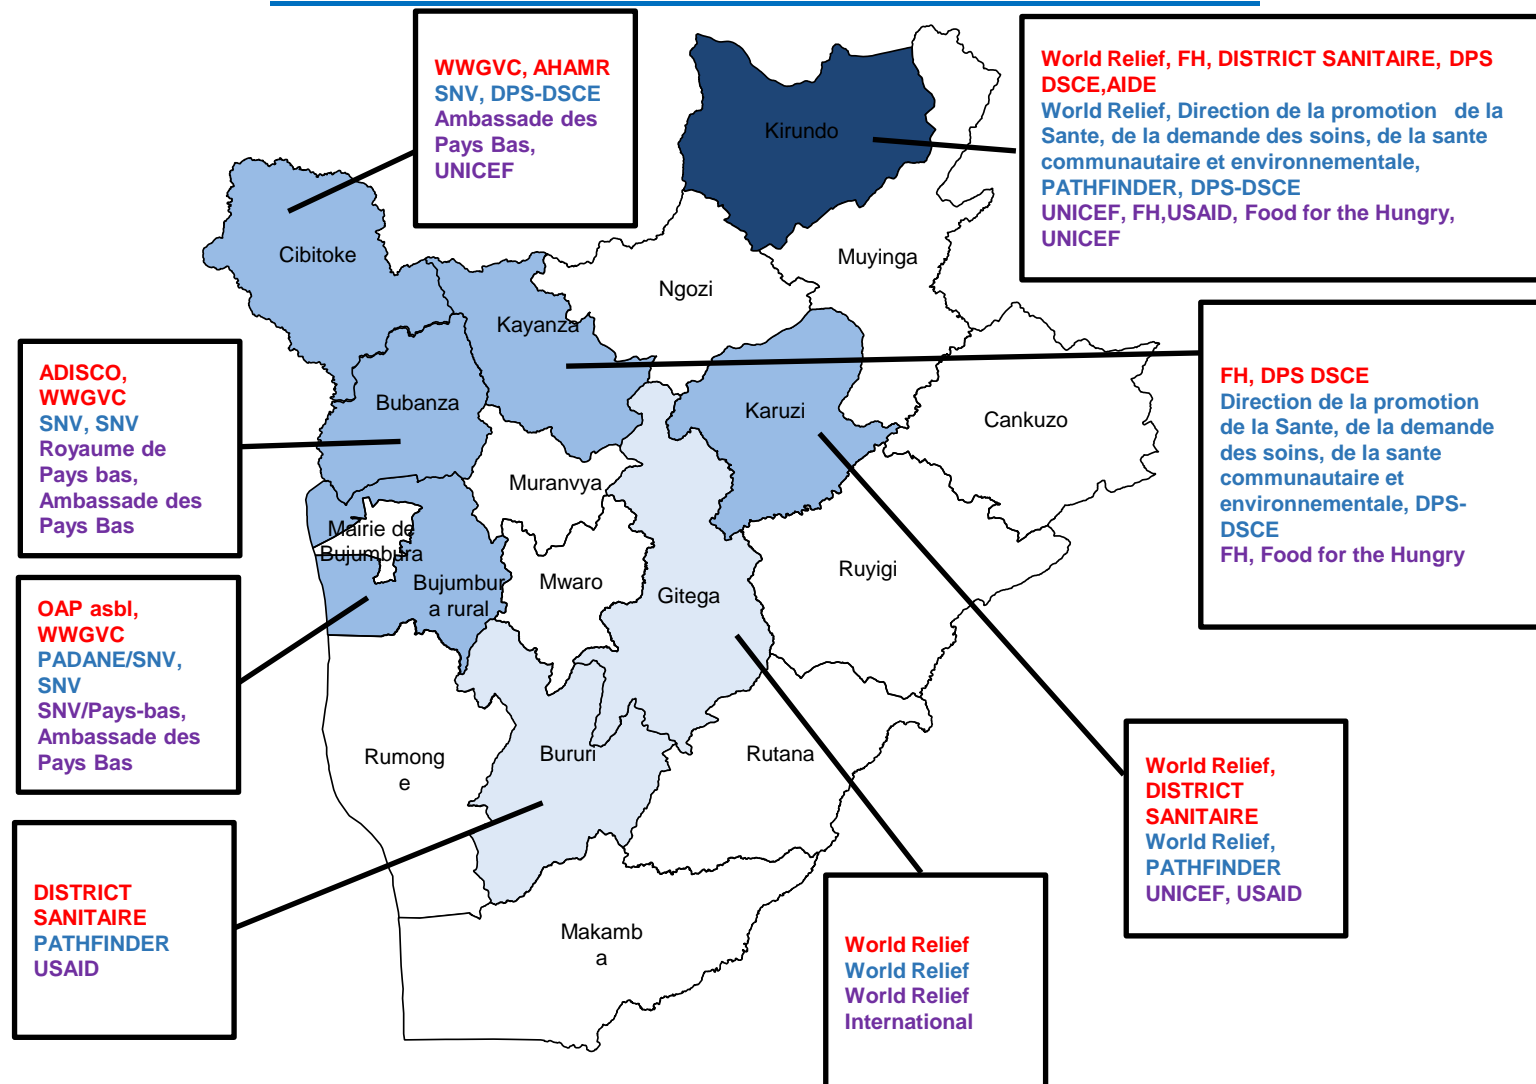 WWGVC, AHAMR
SNV, DPS-DSCE
Ambassade des
Pays Bas,
UNICEF
World Relief, FH, DISTRICT SANITAIRE, DPS
DSCE,AIDE
World Relief, Direction de la promotion de la
Sante, de la demande des soins, de la sante
communautaire et environnementale,
PATHFINDER, DPS-DSCE
UNICEF, FH,USAID, Food for the Hungry,
UNICEF
Kirundo
Cibitoke
Muyinga
Ngozi
Kayanza
ADISCO,
WWGVC
SNV, SNV
Royaume de
Pays bas,
Ambassade des
Pays Bas
Bubanza
Karuzi
Cankuzo
FH, DPS DSCE
Direction de la promotion
de la Sante, de la demande
des soins, de la sante
communautaire et
environnementale, DPS-
DSCE
FH, Food for the Hungry
Muranvya
Mairie de
Bujumbura
Bujumbur
a rural
Mwaro
Gitega
Ruyigi
OAP asbl,
WWGVC
PADANE/SNV,
SNV
SNV/Pays-bas,
Ambassade des
Pays Bas
Rumong
e
Bururi
Rutana
World Relief,
DISTRICT
SANITAIRE
World Relief,
PATHFINDER
UNICEF, USAID
DISTRICT
SANITAIRE
PATHFINDER
USAID
Makamb
a
World Relief
World Relief
World Relief
International